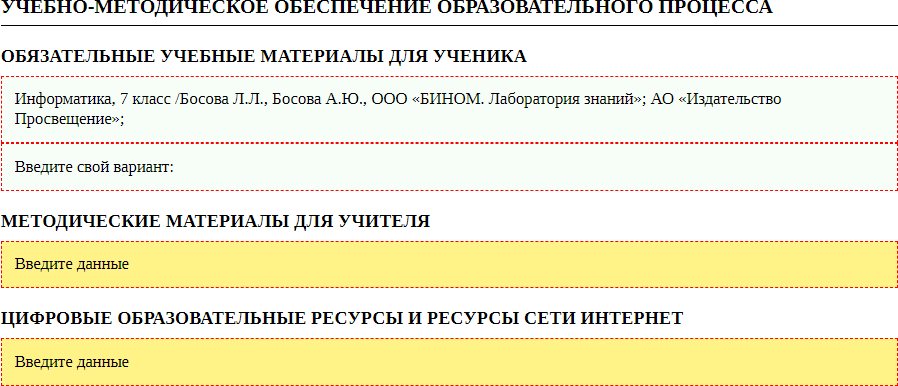 УЧЕБНО-МЕТОДИЧЕСКОЕ ОБЕСПЕЧЕНИЕ ОБРАЗОВАТЕЛЬНОГО ПРОЦЕССА
ОБЯЗАТЕЛЬНЫЕ УЧЕБНЫЕ МАТЕРИАЛЫ ДЛЯ УЧЕНИКА
Информатика, 7 класс /Босова Л.Л., Босова А.Ю., ООО «БИНОМ. Лаборатория знаний»; АО «Издательство
Просвещение»;
Введите свой вариант:
МЕТОДИЧЕСКИЕ МАТЕРИАЛЫ ДЛЯ УЧИТЕЛЯ
Введите данные
ЦИФРОВЫЕ ОБРАЗОВАТЕЛЬНЫЕ РЕСУРСЫ И РЕСУРСЫ СЕТИ ИНТЕРНЕТ
Введите данные